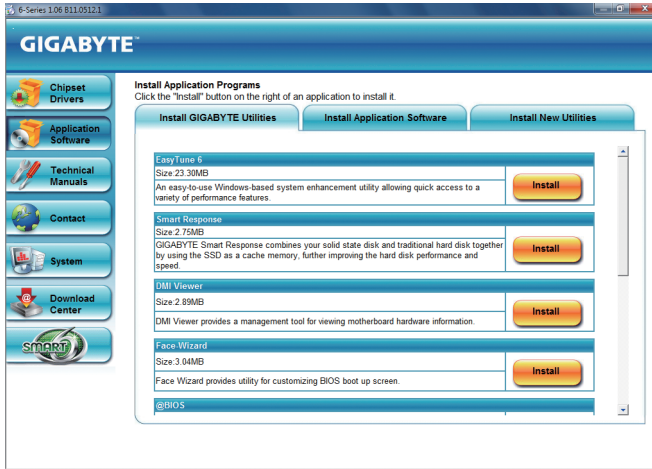 6-Series 1.06 B11.0512.1
GIGABYTE™
Chipset
Drivers
Application
Software
Technical
Manuals
Contact
System
Download
Center
SMART
Install Application Programs
Click the "Install" button on the right of an application to install it.
Install GIGABYTE Utilities
Install Application Software
Install New Utilities
EasyTune 6
Size:23.30MB
An easy-to-use Windows-based system enhancement utility allowing quick access to a
variety of performance features.
Install
Smart Response
Size:2.75MB
GIGABYTE Smart Response combines your solid state disk and traditional hard disk together
by using the SSD as a cache memory, further improving the hard disk performance and
speed.
Install
DMI Viewer
Size:2.89MB
DMI Viewer provides a management tool for viewing motherboard hardware information.
Install
Face-Wizard
Size:3.04MB
Face Wizard provides utility for customizing BIOS boot up screen.
Install
@BIOS